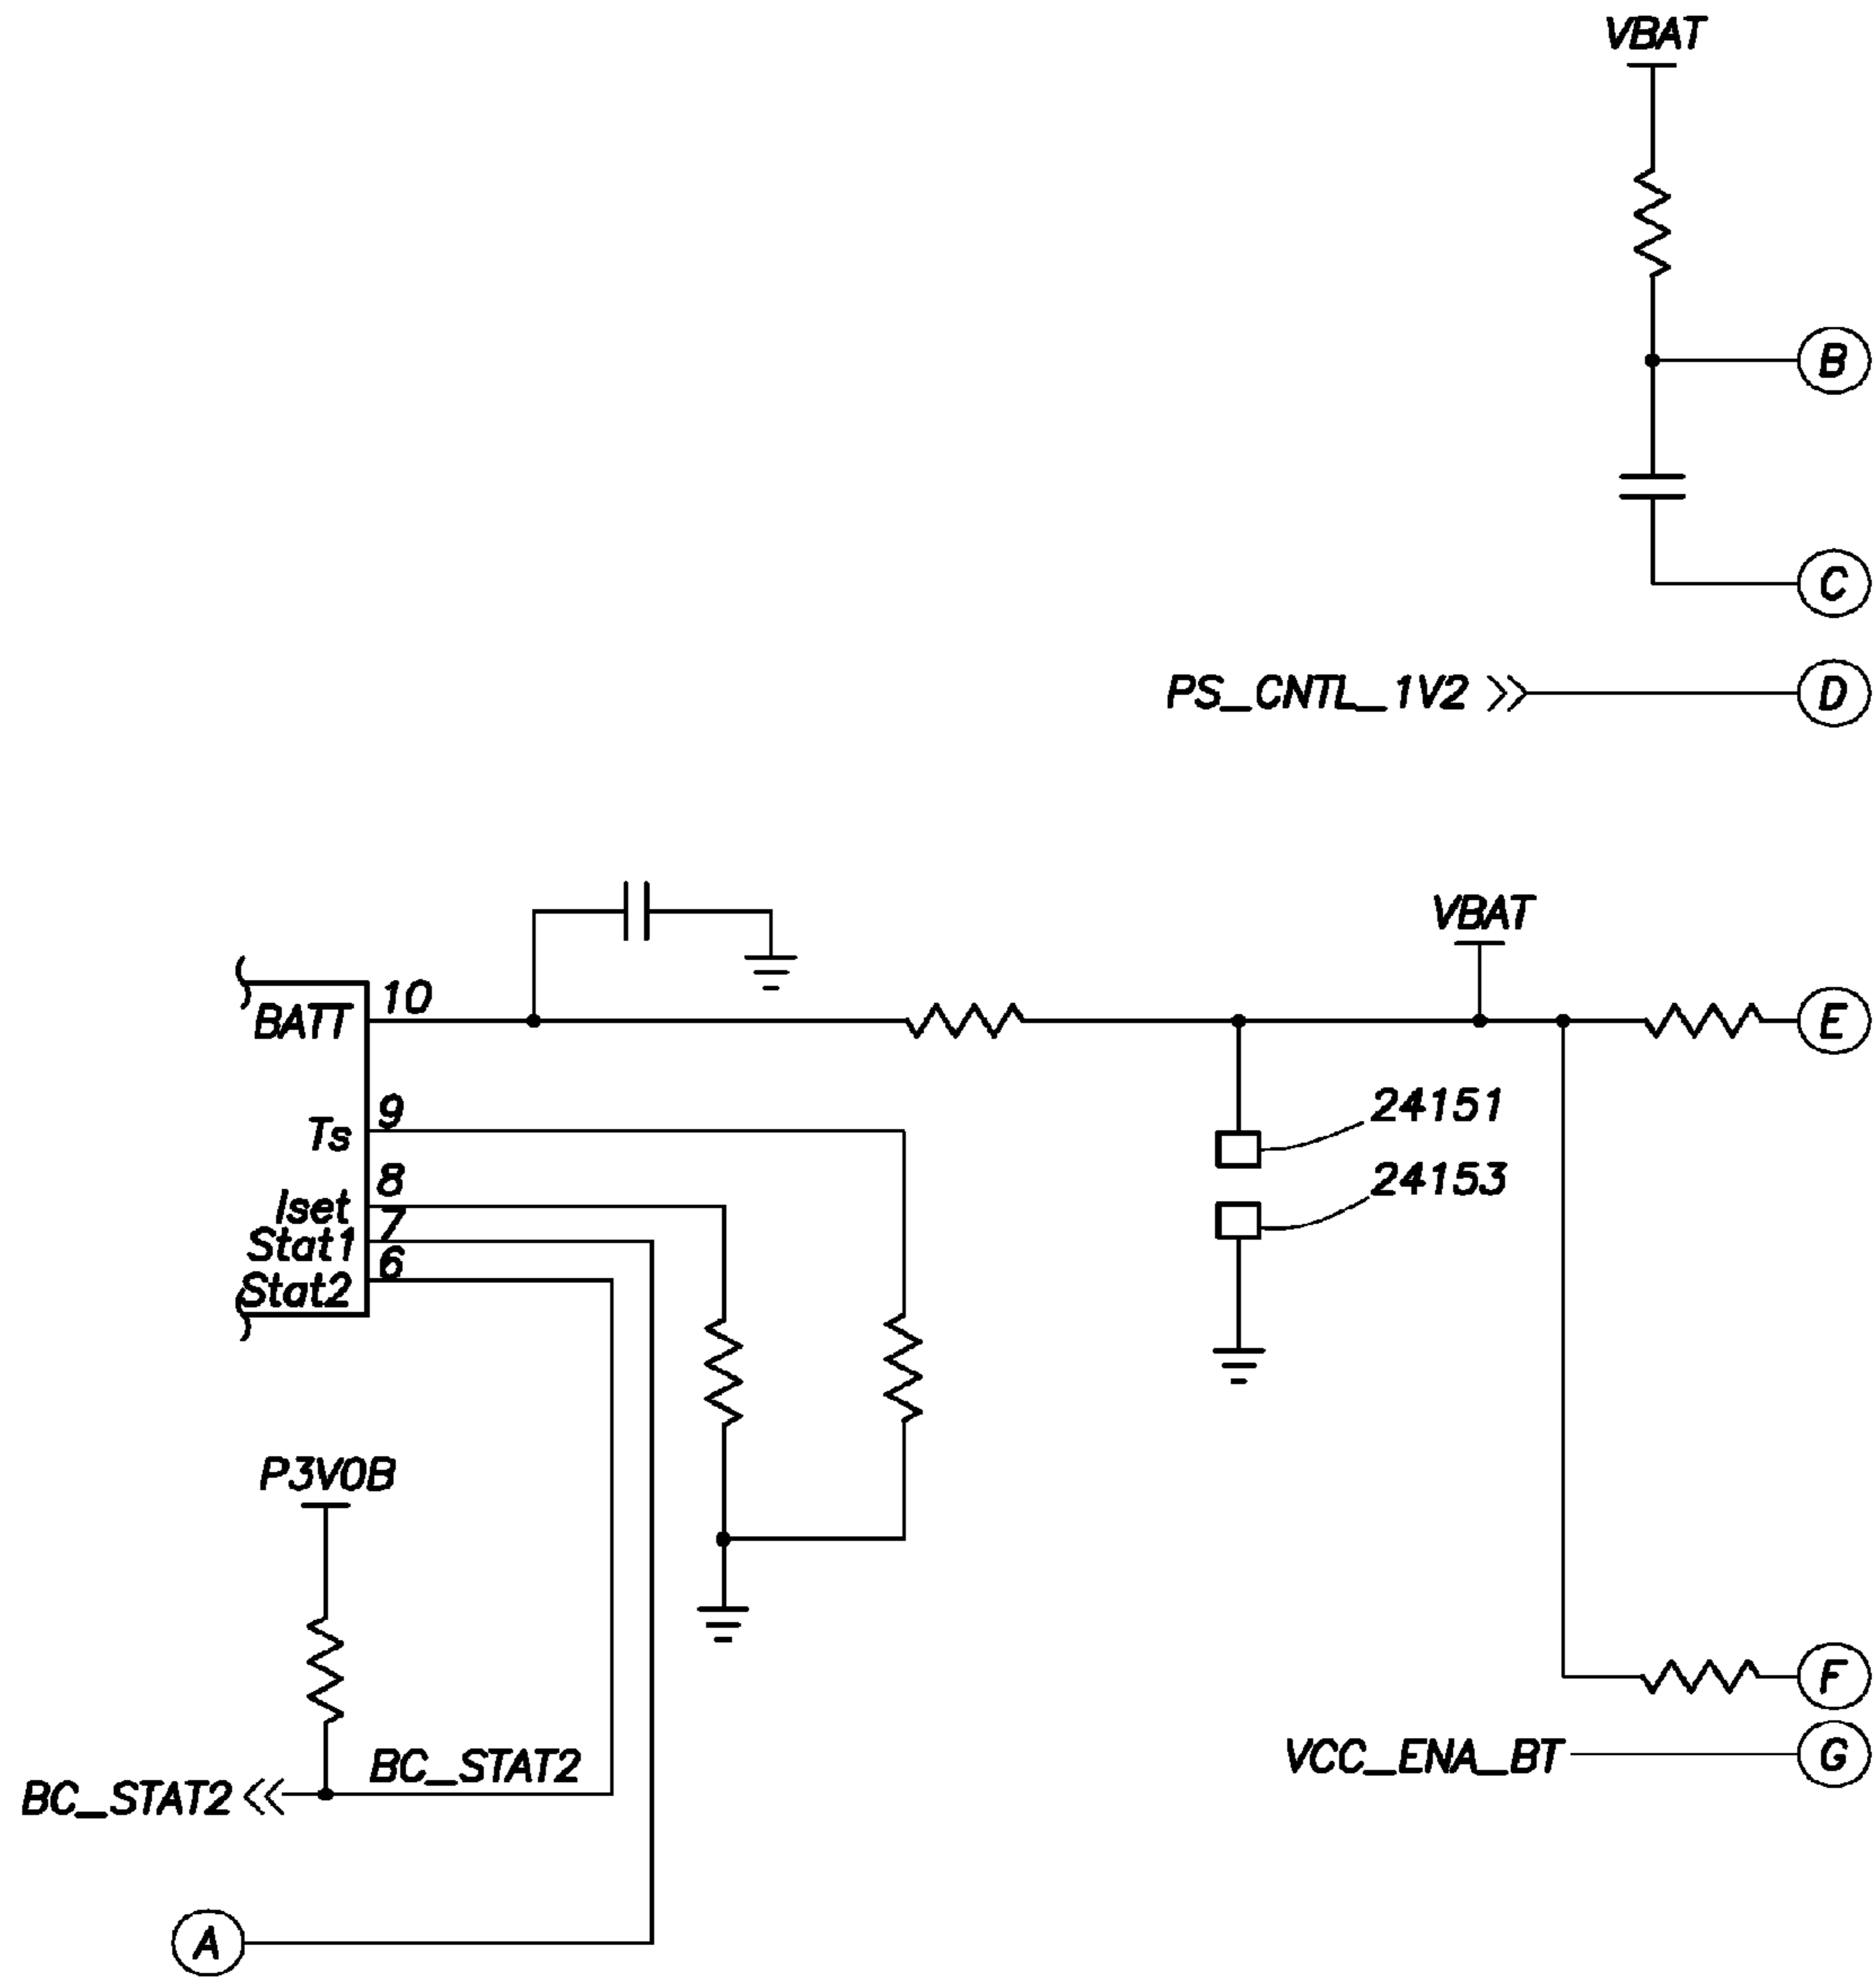 VBAT
B
C
PS_CNTL_1V2
D
VBAT
10
BATT
E
24151
9
Ts
24153
8
Iset
7
Stat1
6
Stat2
P3V0B
F
VCC_ENA_BT
G
BC_STAT2
BC_STAT2
A